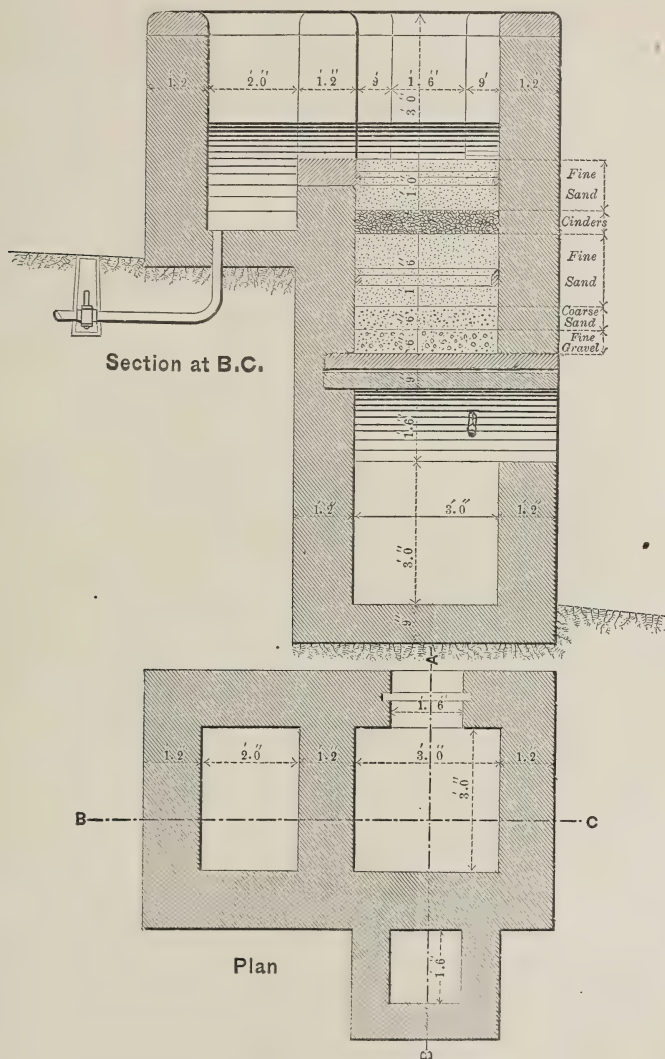 1.2" 2'.0" 1'.2" 9' 1'.6" 9' 1.2
3'.0"
Fine
Sand
1'.0"
Cinders
Fine
Sand
1' 6"
Coarse
Sand
6"
Fine
Gravel
6"
Section at B.C.
9"
1'.6"
1'.2" 3'.0" 1'.2"
3'.0"
9"
A
1'. 6"
1.2 2'.0" 1'.2 3'.0" 1.2
3'.0
B C
Plan
1'.6"